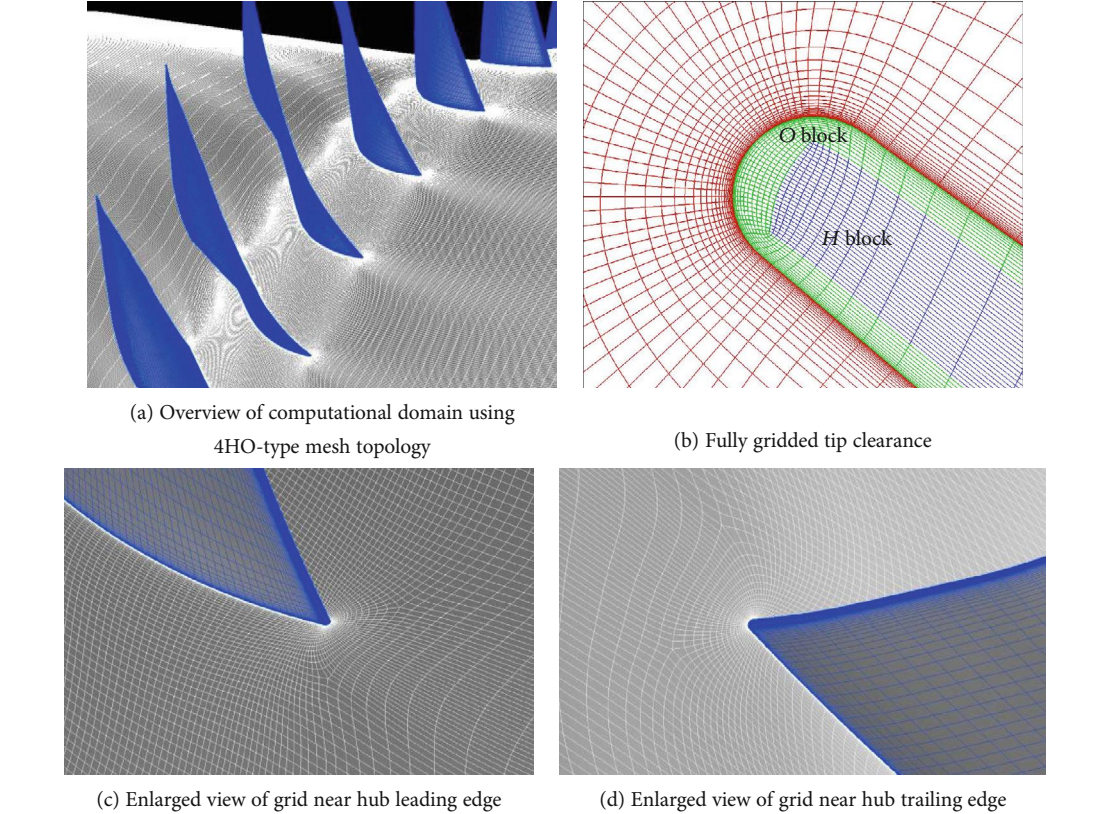 O block
H block
(a) Overview of computational domain using
4HO-type mesh topology
(b) Fully gridded tip clearance
(c) Enlarged view of grid near hub leading edge
(d) Enlarged view of grid near hub trailing edge